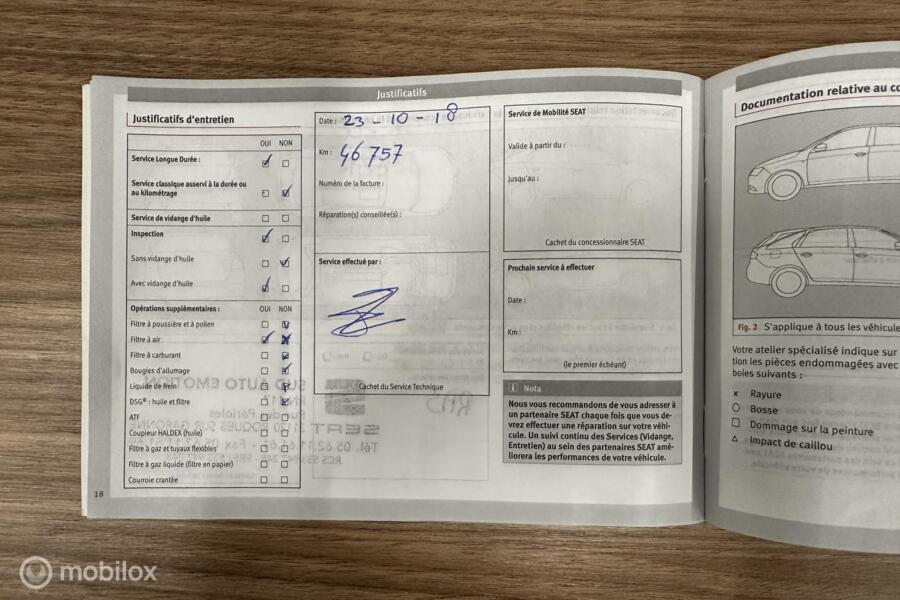 Justificatifs
Justificatifs d'entretien
OUI NON
Service Longue Durée :
Service classique asservi à la durée ou
au kilométrage
Service de vidange d'huile
Inspection
Sans vidange d'huile
Avec vidange d'huile
Opérations supplémentaires : OUI NON
Filtre à poussière et à pollen
Filtre à air
Filtre à carburant
Bougies d'allumage
Liquide de frein
DSG® : huile et filtre
ATF
Coupleur HALDEX (huile)
Filtre à gaz et tuyaux flexibles
Filtre à gaz liquide (filtre en papier)
Courroie crantée
18
Date : 23-10-18
Km : 46 757
Numéro de la facture :
Réparation(s) conseillée(s) :
Service effectué par :
Cachet du Service Technique
Service de Mobilité SEAT
Valide à partir du :
jusqu'au :
Cachet du concessionnaire SEAT
Prochain service à effectuer
Date :
Km :
(le premier échéant)
i Nota
Nous vous recommandons de vous adresser à
un partenaire SEAT chaque fois que vous de-
vrez effectuer une réparation sur votre véhi-
cule. Un suivi continu des Services (Vidange,
Entretien) au sein des partenaires SEAT amé-
liorera les performances de votre véhicule.
Documentation relative au co
Fig. 2 S'applique à tous les véhicule
Votre atelier spécialisé indique sur
tion les pièces endommagées avec
boles suivants :
x Rayure
○ Bosse
□ Dommage sur la peinture
△ Impact de caillou
mobilox